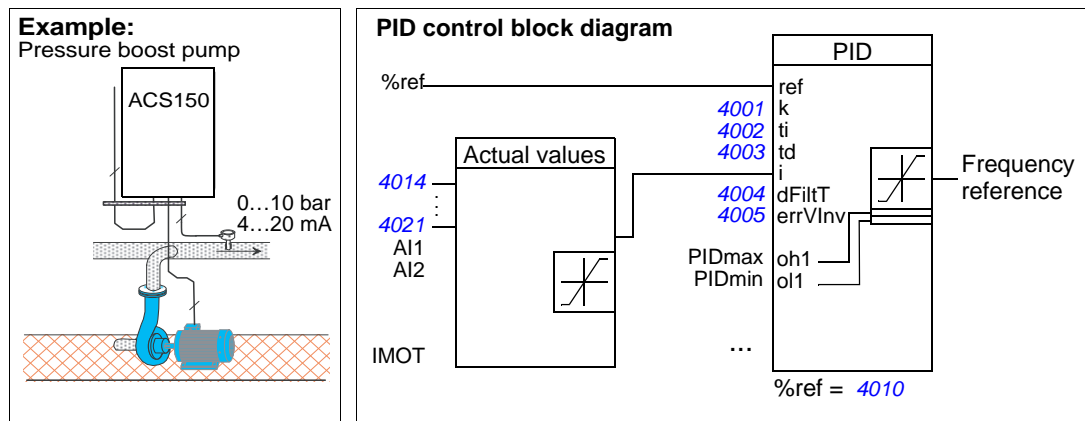 Example:
Pressure boost pump
ACS150
0…10 bar
4…20 mA
PID control block diagram
PID
%ref
ref
4001 k
4002 ti
4003 td
i
4004 dFiltT
4005 errVInv
PIDmax oh1
PIDmin ol1
…
Actual values
4014
4021
AI1
AI2
IMOT
Frequency
reference
%ref = 4010